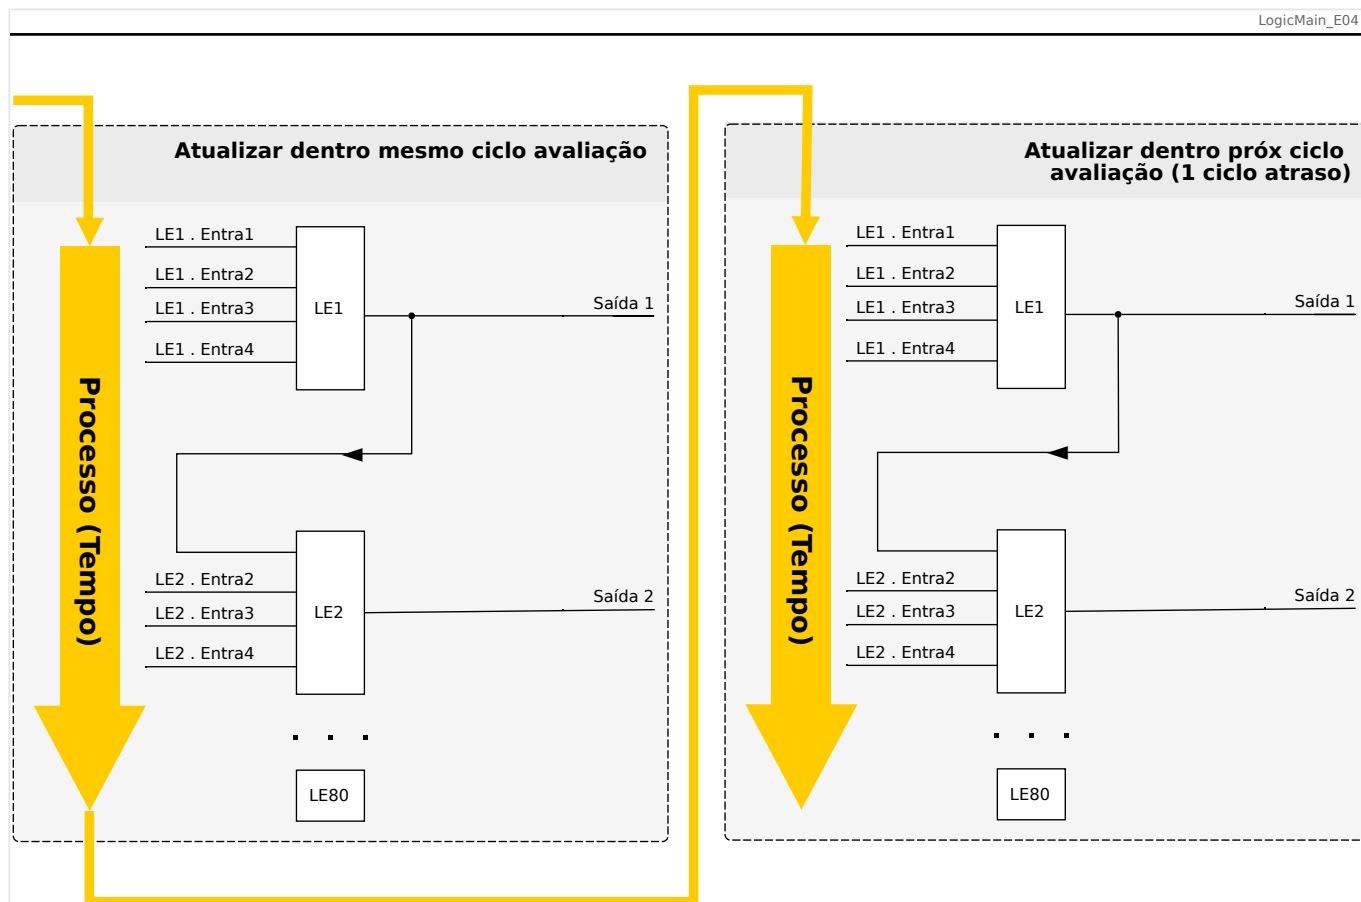 LogicMain_E04
Atualizar dentro mesmo ciclo avaliação
LE1 . Entra1
LE1 . Entra2
LE1 . Entra3
LE1 . Entra4
LE1
Saída 1
Processo (Tempo)
LE2 . Entra2
LE2 . Entra3
LE2 . Entra4
LE2
Saída 2
. . .
LE80
Atualizar dentro próx ciclo
avaliação (1 ciclo atraso)
LE1 . Entra1
LE1 . Entra2
LE1 . Entra3
LE1 . Entra4
LE1
Saída 1
Processo (Tempo)
LE2 . Entra2
LE2 . Entra3
LE2 . Entra4
LE2
Saída 2
. . .
LE80